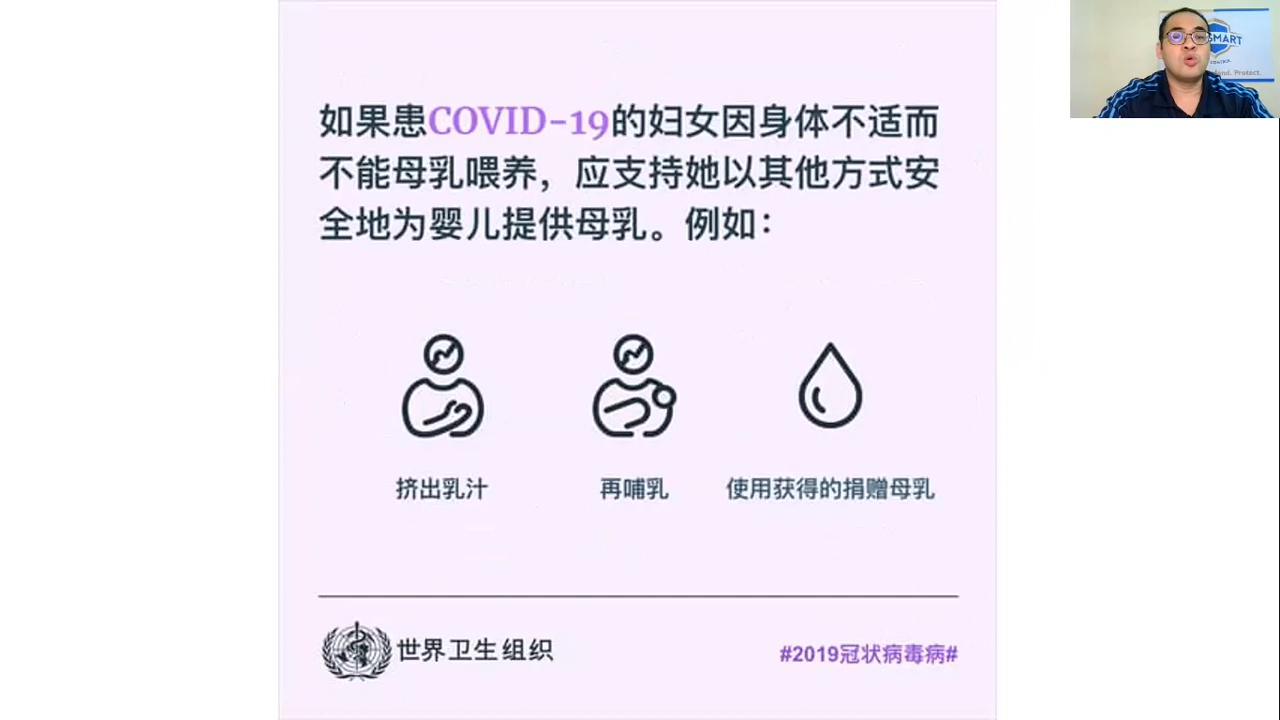 如果患COVID-19的妇女因身体不适而
不能母乳喂养，应支持她以其他方式安
全地为婴儿提供母乳。例如：
挤出乳汁
再哺乳
使用获得的捐赠母乳
世界卫生组织
#2019冠状病毒病#
SMART
Protect.